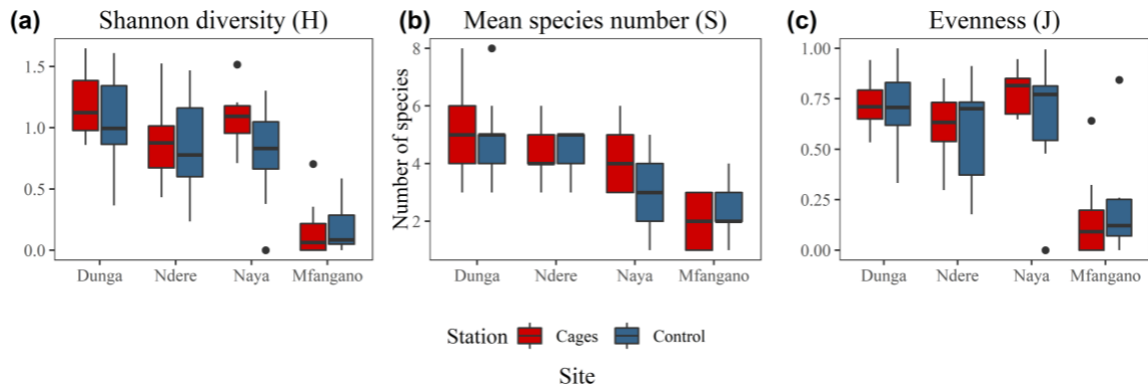 (a) Shannon diversity (H)
1.5
1.0
0.5
0.0
Dunga Ndere Naya Mfangano
(b) Mean species number (S)
Number of species
8
6
4
2
Dunga Ndere Naya Mfangano
(c) Evenness (J)
1.00
0.75
0.50
0.25
0.00
Dunga Ndere Naya Mfangano
Station Cages Control
Site